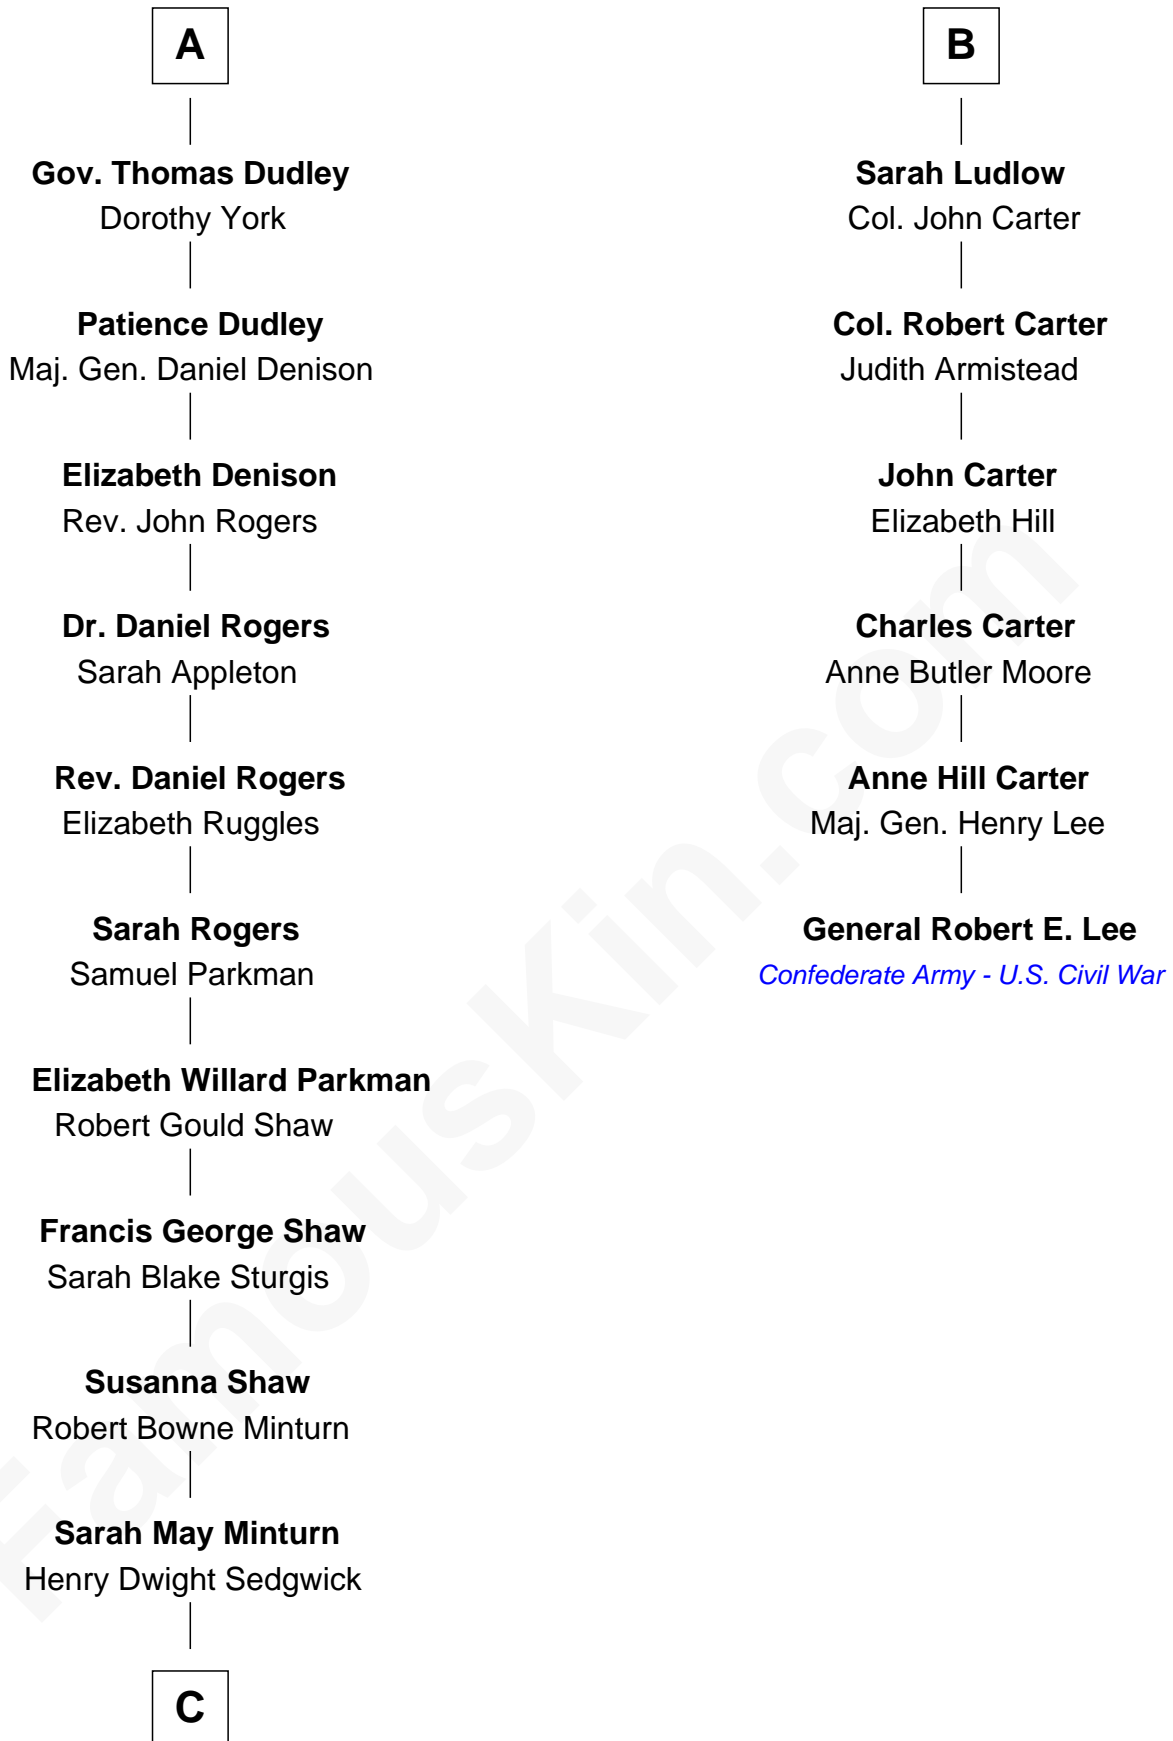 A
Gov. Thomas Dudley
Dorothy York
Patience Dudley
Maj. Gen. Daniel Denison
Elizabeth Denison
Rev. John Rogers
Dr. Daniel Rogers
Sarah Appleton
Rev. Daniel Rogers
Elizabeth Ruggles
Sarah Rogers
Samuel Parkman
Elizabeth Willard Parkman
Robert Gould Shaw
Francis George Shaw
Sarah Blake Sturgis
Susanna Shaw
Robert Bowne Minturn
Sarah May Minturn
Henry Dwight Sedgwick
C
B
Sarah Ludlow
Col. John Carter
Col. Robert Carter
Judith Armistead
John Carter
Elizabeth Hill
Charles Carter
Anne Butler Moore
Anne Hill Carter
Maj. Gen. Henry Lee
General Robert E. Lee
Confederate Army - U.S. Civil War
FamousKin.com